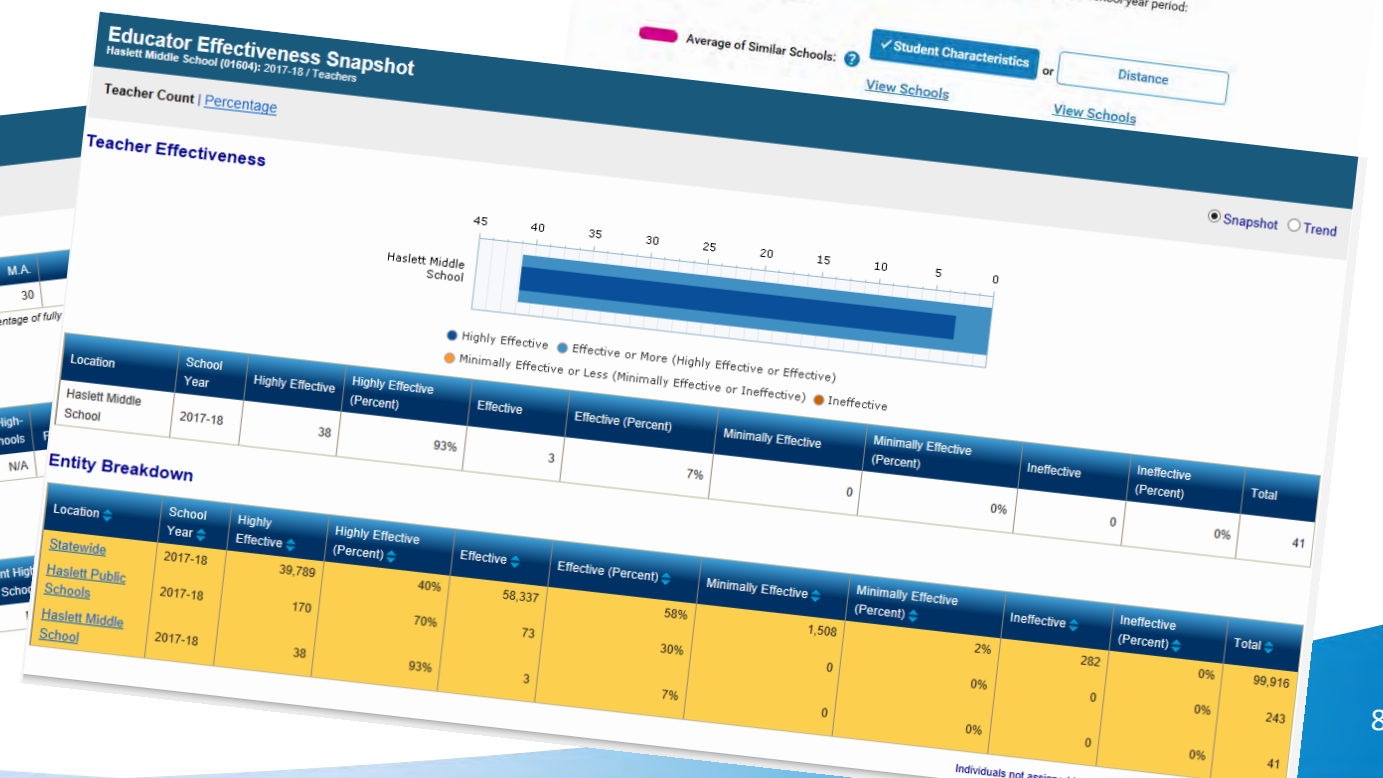 school-year period:
Average of Similar Schools: ? ✓Student Characteristics or Distance
View Schools View Schools
Educator Effectiveness Snapshot
Haslett Middle School (01604): 2017-18 / Teachers
Teacher Count | Percentage
Snapshot Trend
Teacher Effectiveness
45 40 35 30 25 20 15 10 5 0
Haslett Middle
School
Highly Effective Effective or More (Highly Effective or Effective)
Minimally Effective or Less (Minimally Effective or Ineffective) Ineffective
Location School Year Highly Effective Highly Effective (Percent) Effective Effective (Percent) Minimally Effective Minimally Effective (Percent) Ineffective Ineffective (Percent) Total
Haslett Middle School 2017-18 38 93% 3 7% 0 0% 0 0% 41
Entity Breakdown
Location School Year Highly Effective Highly Effective (Percent) Effective Effective (Percent) Minimally Effective Minimally Effective (Percent) Ineffective Ineffective (Percent) Total
Statewide 2017-18 39,789 40% 58,337 58% 1,508 2% 282 0% 99,916
Haslett Public Schools 2017-18 170 70% 73 30% 0 0% 0 0% 243
Haslett Middle School 2017-18 38 93% 3 7% 0 0% 0 0% 41
Individuals not
M.A.
30
of fully
N/A
8